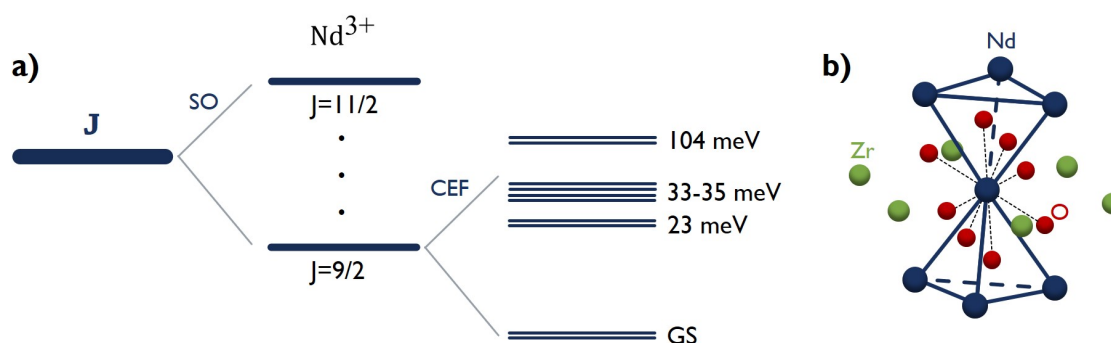 a)
J
SO
Nd³⁺
J=11/2
J=9/2
CEF
104 meV
33-35 meV
23 meV
GS
b)
Nd
Zr
O